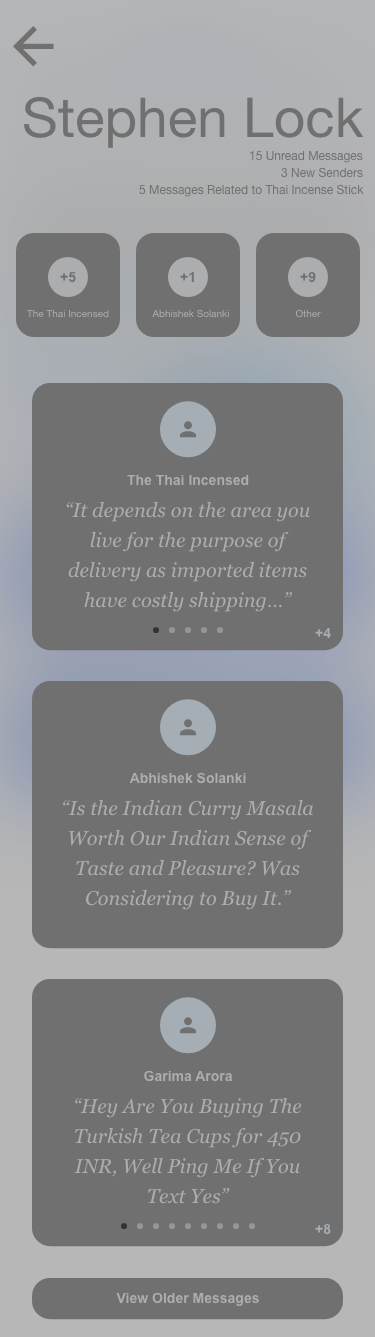 Stephen Lock
15 Unread Messages
3 New Senders
5 Messages Related to Thai Incense Stick
+5
The Thai Incensed
+1
Abhishek Solanki
+9
Other
The Thai Incensed
“It depends on the area you
live for the purpose of
delivery as imported items
have costly shipping...”
+4
Abhishek Solanki
“Is the Indian Curry Masala
Worth Our Indian Sense of
Taste and Pleasure? Was
Considering to Buy It.”
Garima Arora
“Hey Are You Buying The
Turkish Tea Cups for 450
INR, Well Ping Me If You
Text Yes”
+8
View Older Messages